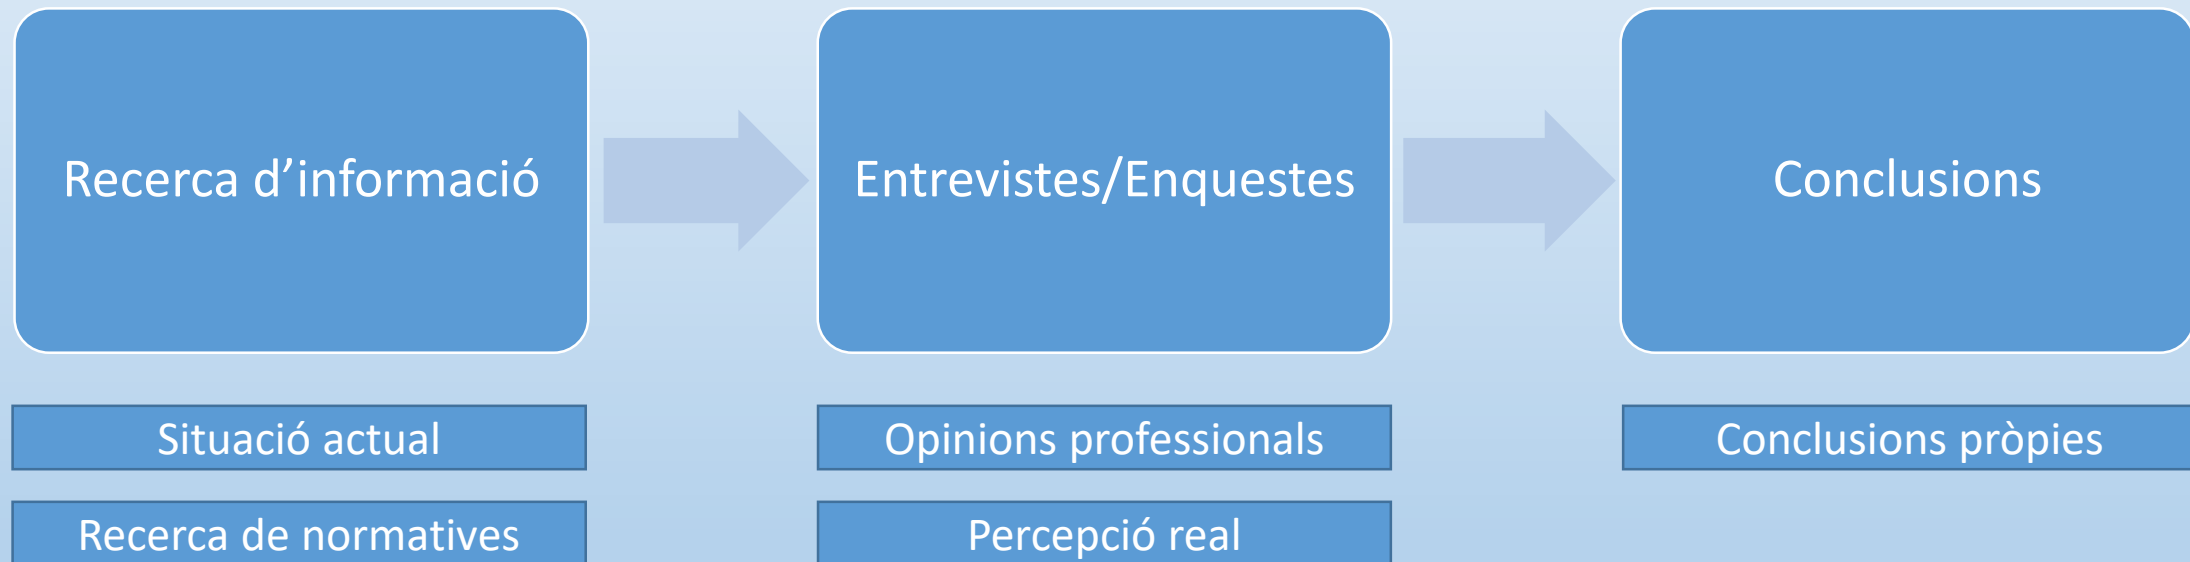 Recerca d’informació
Entrevistes/Enquestes
Conclusions
Situació actual
Opinions professionals
Conclusions pròpies
Recerca de normatives
Percepció real